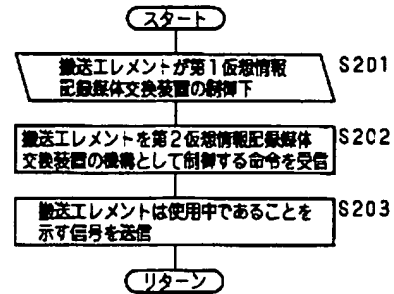 スタート
搬送エレメントが第1仮想情報
記録媒体交換装置の制御下
S201
搬送エレメントを第2仮想情報記録媒体
交換装置の機構として制御する命令を受信
S202
搬送エレメントは使用中であることを
示す信号を送信
S203
リターン